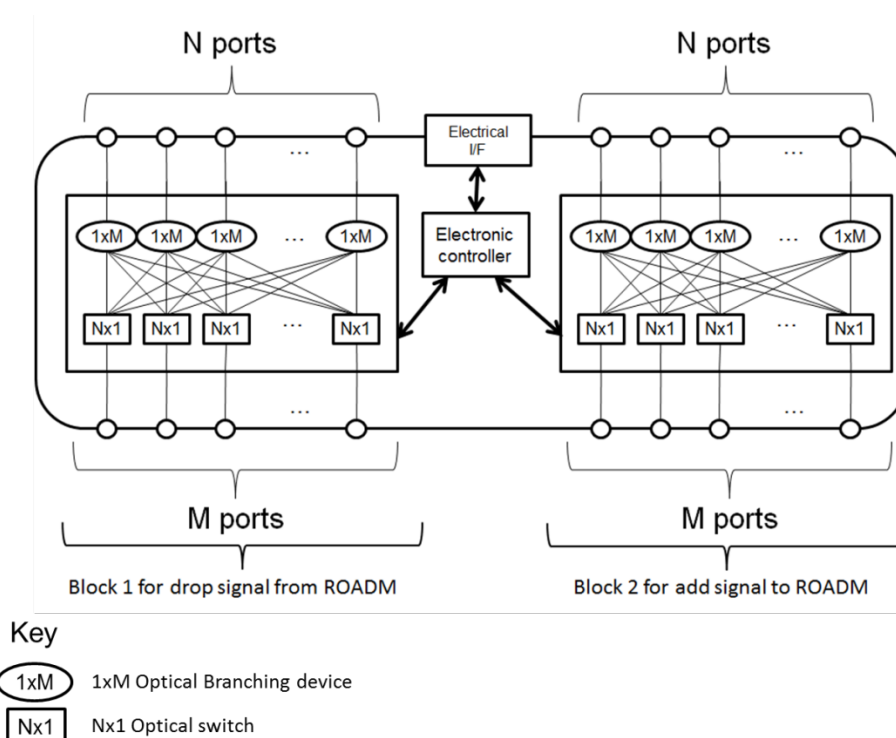 N ports
N ports
Electrical
I/F
...
...
1xM 1xM 1xM ... 1xM
Electronic
controller
1xM 1xM 1xM ... 1xM
Nx1 Nx1 Nx1 ... Nx1
Nx1 Nx1 Nx1 ... Nx1
...
...
M ports
M ports
Block 1 for drop signal from ROADM
Block 2 for add signal to ROADM
Key
1xM 1xM Optical Branching device
Nx1 Nx1 Optical switch